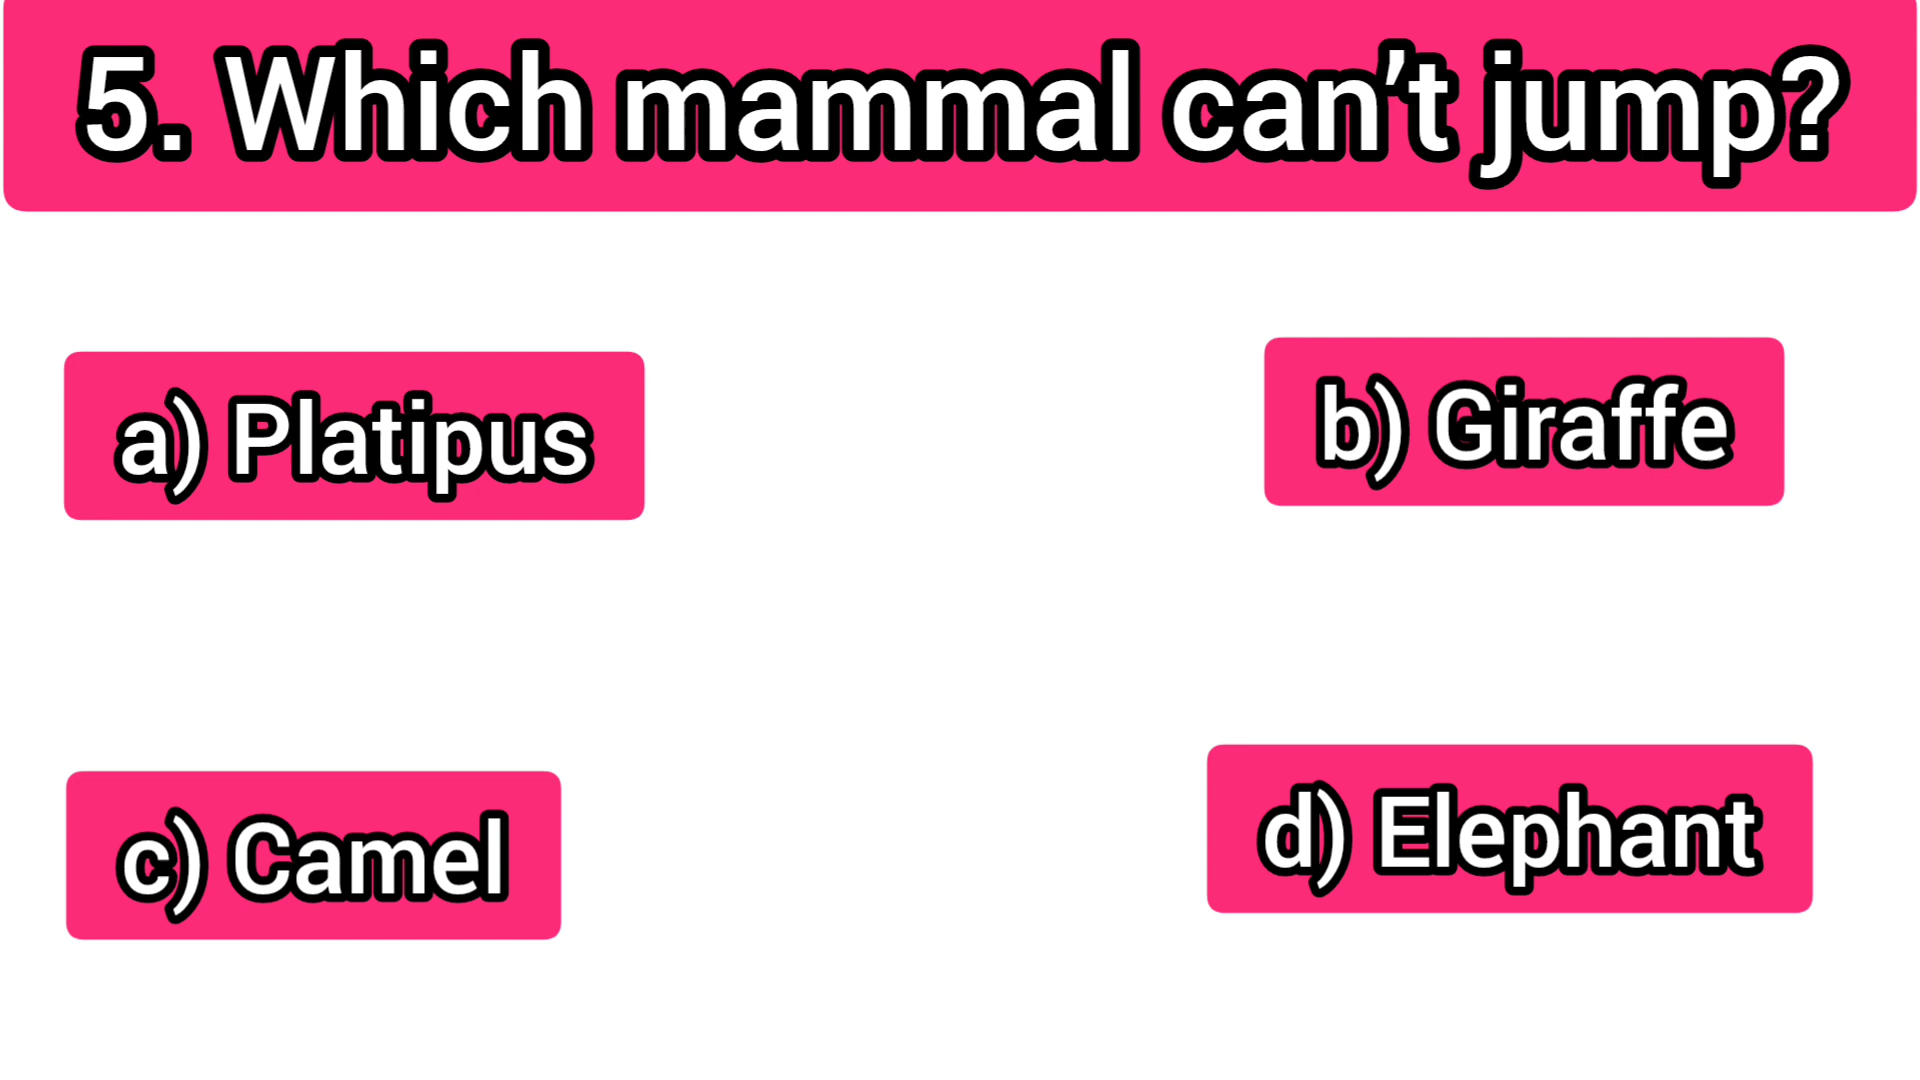 5. Which mammal can’t jump?
a) Platipus
b) Giraffe
c) Camel
d) Elephant